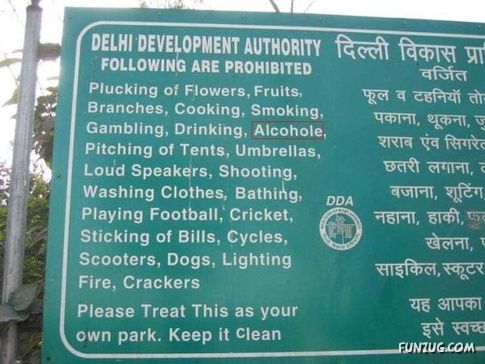 DELHI DEVELOPMENT AUTHORITY
FOLLOWING ARE PROHIBITED
Plucking of Flowers, Fruits,
Branches, Cooking, Smoking,
Gambling, Drinking, Alcohole,
Pitching of Tents, Umbrellas,
Loud Speakers, Shooting,
Washing Clothes, Bathing,
Playing Football, Cricket,
Sticking of Bills, Cycles,
Scooters, Dogs, Lighting
Fire, Crackers
Please Treat This as your
own park. Keep it Clean
DDA
दिल्ली विकास
वर्जित
फूल व टहनियाँ
पकाना, थूकना,
शराब एंव
छतरी लगाना,
बजाना, शूटिंग
नहाना, हाकी,
खेलना,
साइकिल, स्कूटर
यह आपका
इसे
FUNZUG.COM